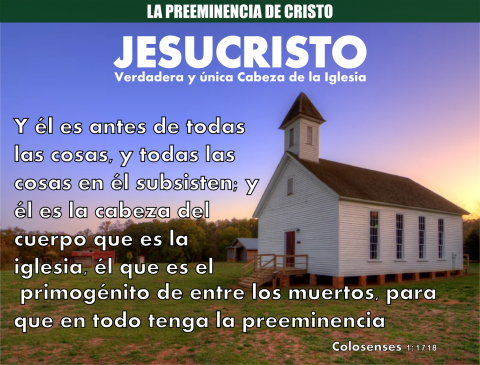 LA PREEMINENCIA DE CRISTO
JESUCRISTO
Verdadera y única Cabeza de la Iglesia
Y él es antes de todas
las cosas, y todas las
cosas en él subsisten; y
él es la cabeza del
cuerpo que es la
iglesia, él que es el
primogénito de entre los muertos, para
que en todo tenga la preeminencia
Colosenses 1: 17.18